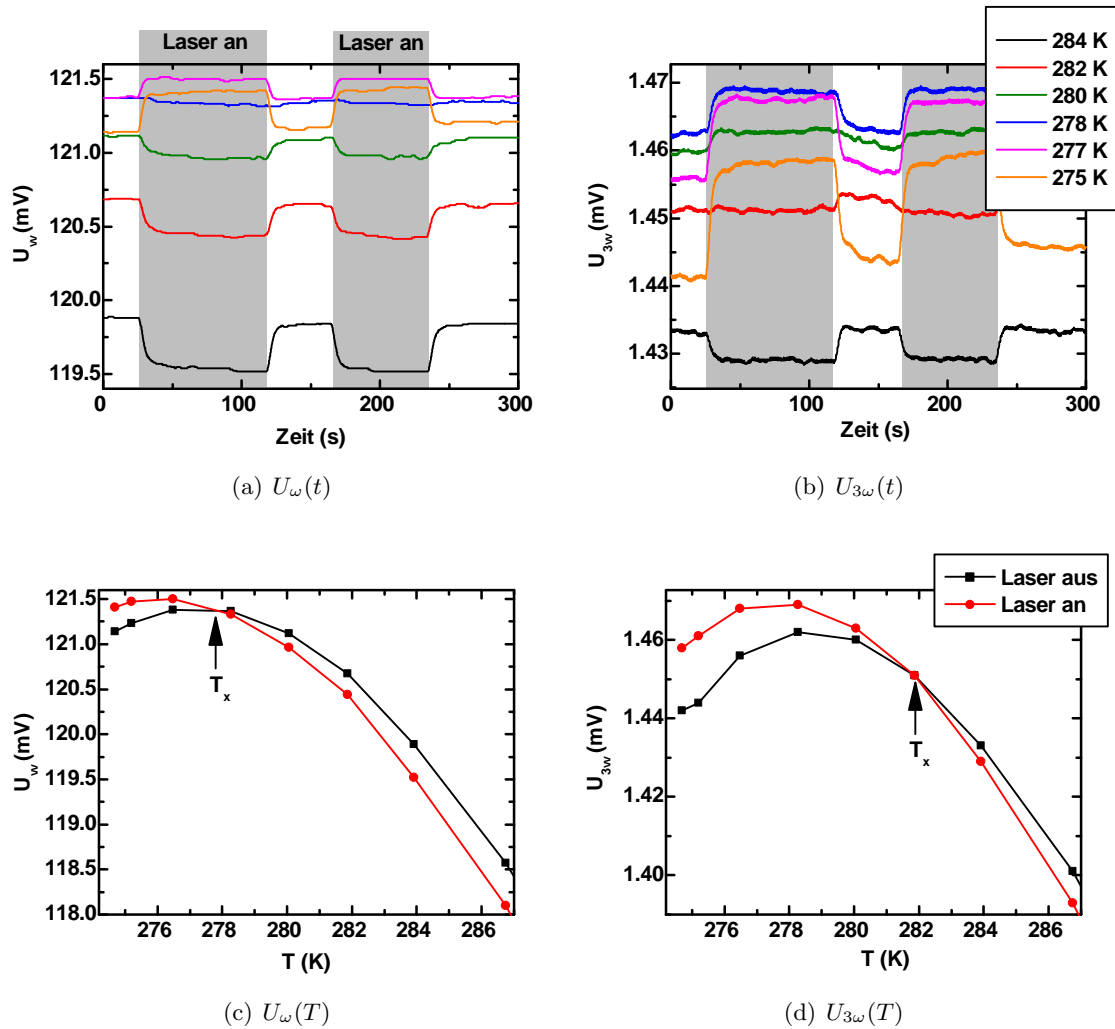 Laser an Laser an
121.5
121.0
120.5
120.0
119.5
U_w (mV)
0 100 200 300
Zeit (s)
(a) U_ω(t)
1.47
1.46
1.45
1.44
1.43
U_3w (mV)
0 100 200 300
Zeit (s)
(b) U_3ω(t)
284 K
282 K
280 K
278 K
277 K
275 K
121.5
121.0
120.5
120.0
119.5
119.0
118.5
118.0
U_w (mV)
T_x
276 278 280 282 284 286
T (K)
(c) U_ω(T)
Laser aus
Laser an
1.46
1.44
1.42
1.40
U_3w (mV)
T_x
276 278 280 282 284 286
T (K)
(d) U_3ω(T)